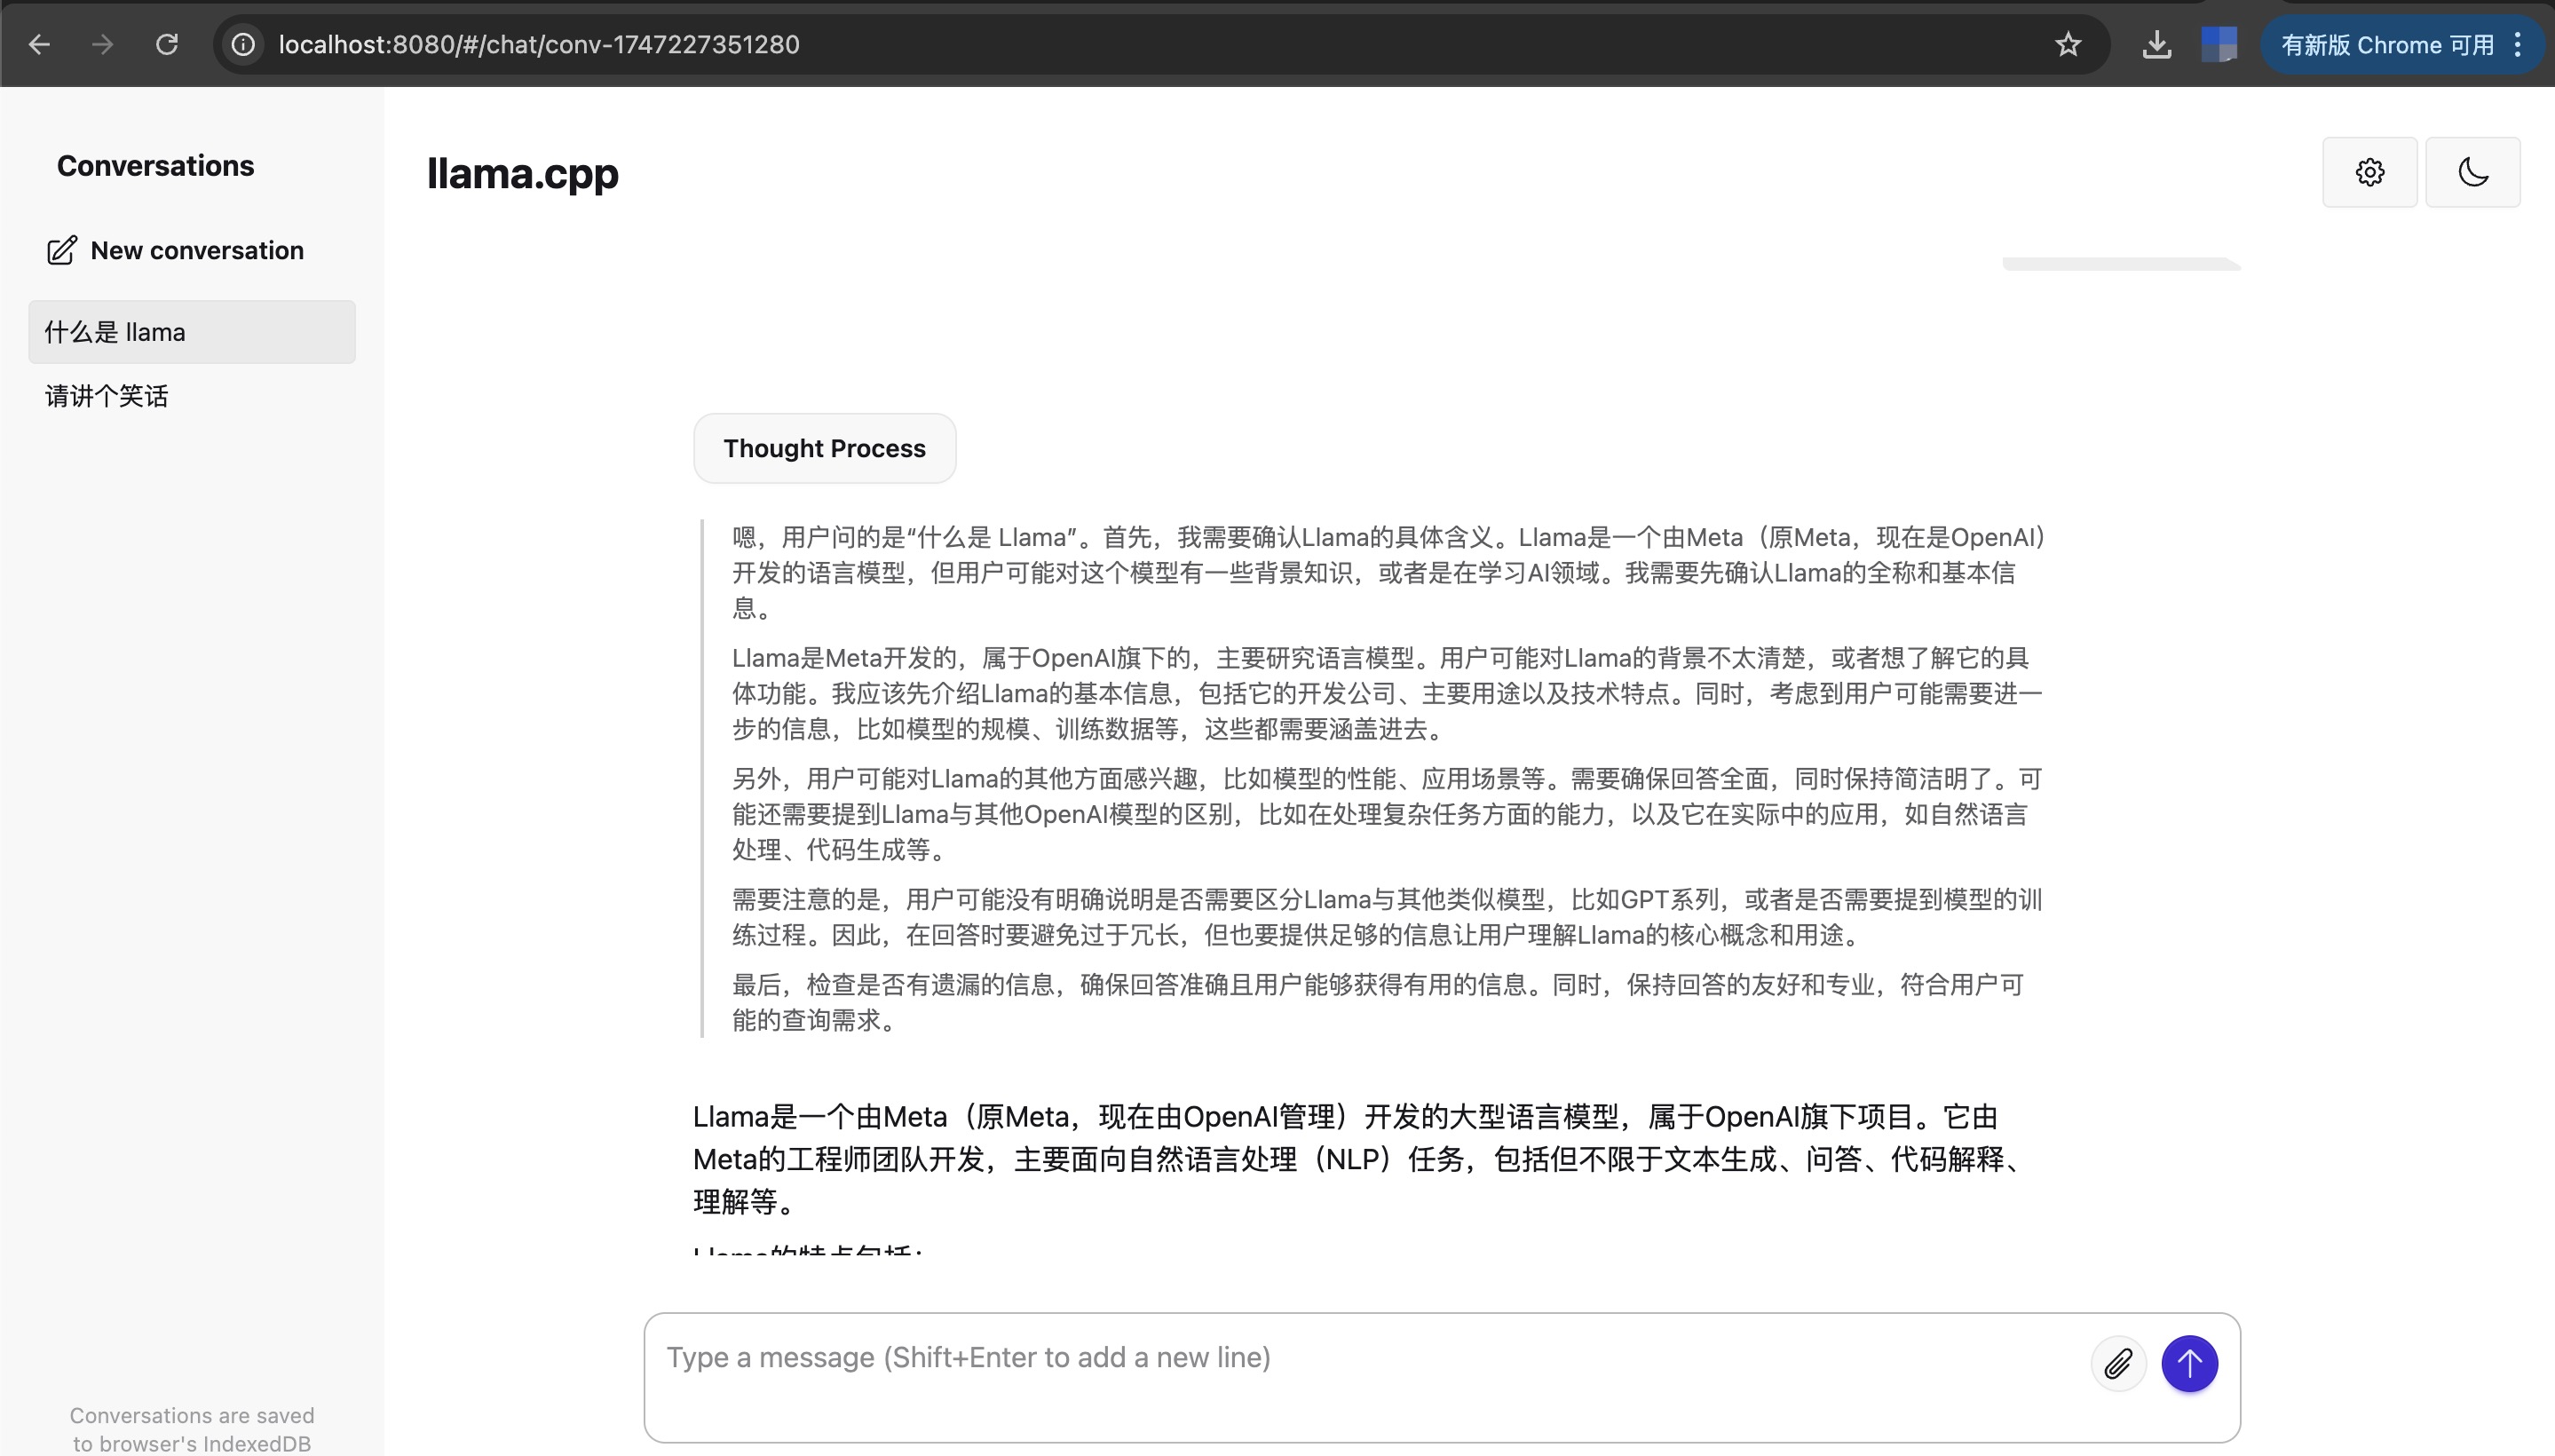 localhost:8080/#/chat/conv-1747227351280
有新版 Chrome 可用
Conversations
New conversation
什么是 llama
请讲个笑话
Conversations are saved
to browser's IndexedDB
llama.cpp
Thought Process
嗯，用户问的是“什么是 Llama”。首先，我需要确认Llama的具体含义。Llama是一个由Meta（原Meta，现在是OpenAI）
开发的语言模型，但用户可能对这个模型有一些背景知识，或者是在学习AI领域。我需要先确认Llama的全称和基本信
息。
Llama是Meta开发的，属于OpenAI旗下的，主要研究语言模型。用户可能对Llama的背景不太清楚，或者想了解它的具
体功能。我应该先介绍Llama的基本信息，包括它的开发公司、主要用途以及技术特点。同时，考虑到用户可能需要进一
步的信息，比如模型的规模、训练数据等，这些都需要涵盖进去。
另外，用户可能对Llama的其他方面感兴趣，比如模型的性能、应用场景等。需要确保回答全面，同时保持简洁明了。可
能还需要提到Llama与其他OpenAI模型的区别，比如在处理复杂任务方面的能力，以及它在实际中的应用，如自然语言
处理、代码生成等。
需要注意的是，用户可能没有明确说明是否需要区分Llama与其他类似模型，比如GPT系列，或者是否需要提到模型的训
练过程。因此，在回答时要避免过于冗长，但也要提供足够的信息让用户理解Llama的核心概念和用途。
最后，检查是否有遗漏的信息，确保回答准确且用户能够获得有用的信息。同时，保持回答的友好和专业，符合用户可
能的查询需求。
Llama是一个由Meta（原Meta，现在由OpenAI管理）开发的大型语言模型，属于OpenAI旗下项目。它由
Meta的工程师团队开发，主要面向自然语言处理（NLP）任务，包括但不限于文本生成、问答、代码解释、
理解等。
Llama的特点包括：
Type a message (Shift+Enter to add a new line)